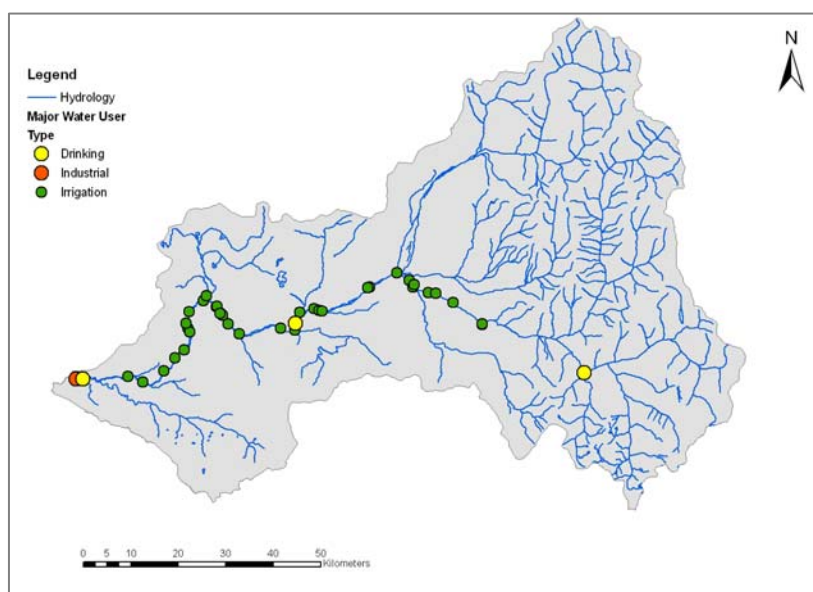 N
Legend
Hydrology
Major Water User
Type
Drinking
Industrial
Irrigation
0 5 10 20 30 40 50
Kilometers